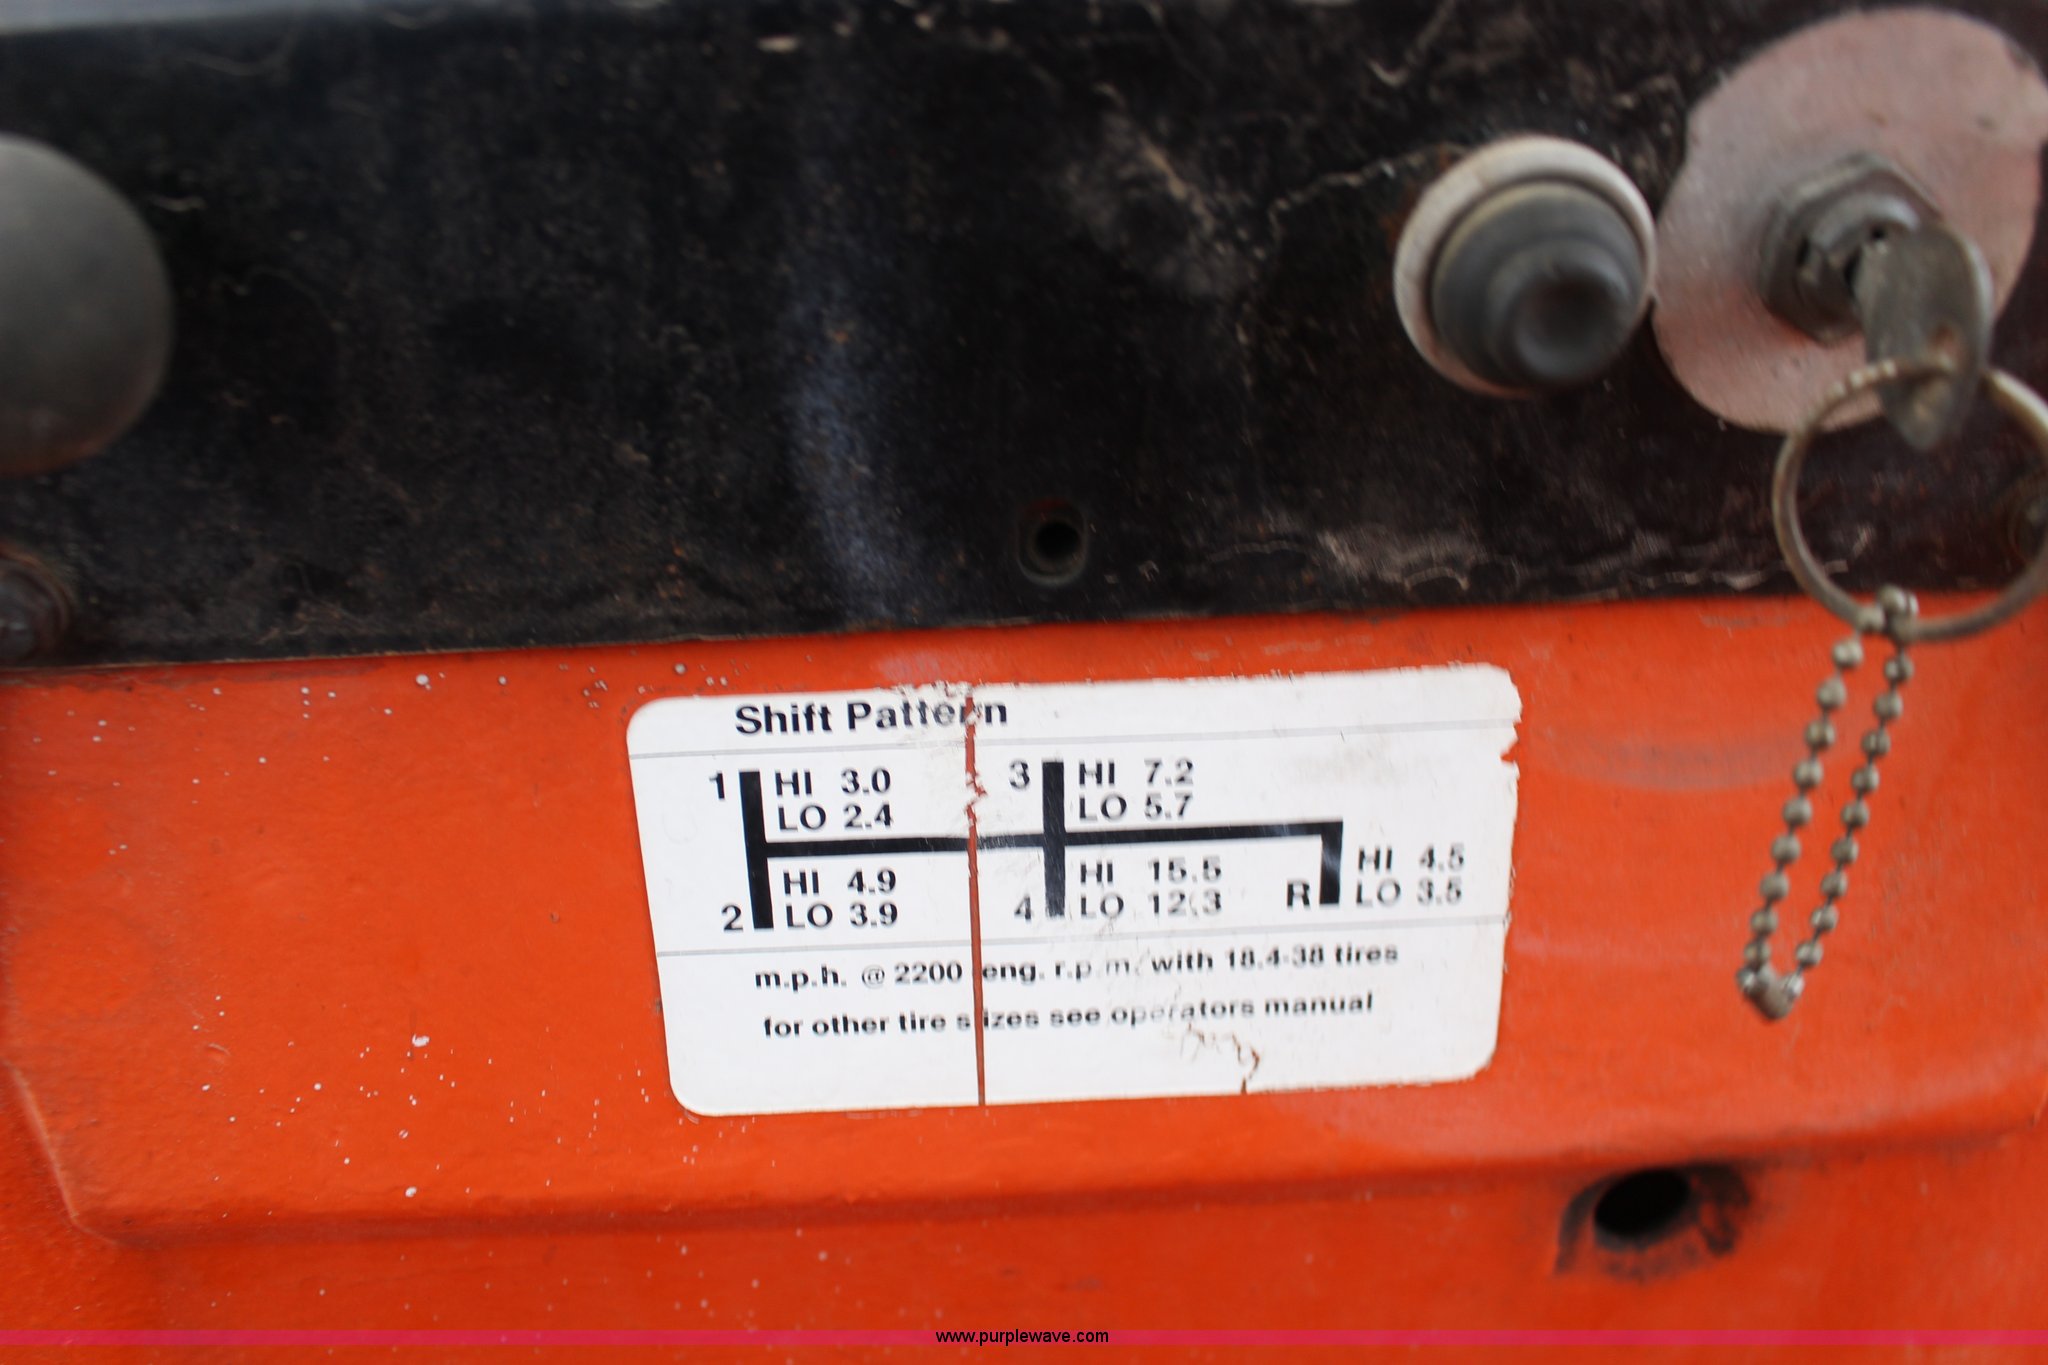 Shift Pattern
1 HI 3.0 3 HI 7.2
LO 2.4 LO 5.7
HI 4.9 HI 15.5 HI 4.5
2 LO 3.9 4 LO 12.3 R LO 3.5
m.p.h. @ 2200 eng. r.p.m. with 18.4-38 tires
for other tire sizes see operators manual
www.purplewave.com